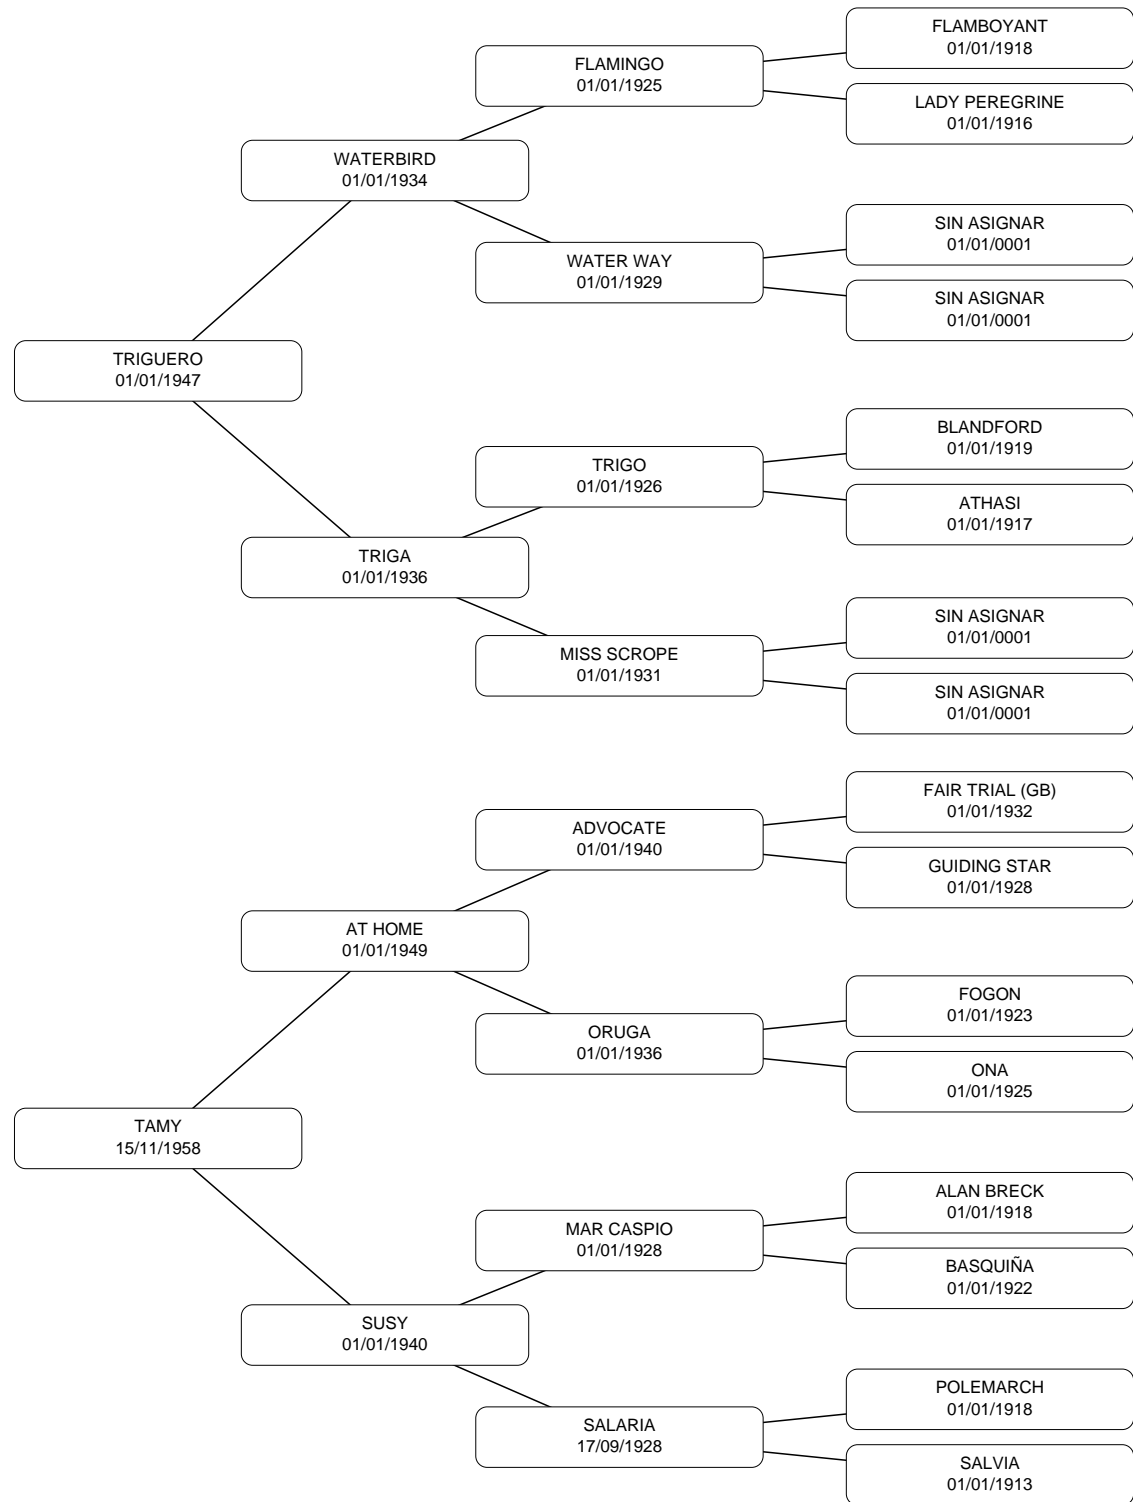 FLAMBOYANT
01/01/1918
FLAMINGO
01/01/1925
LADY PEREGRINE
01/01/1916
WATERBIRD
01/01/1934
SIN ASIGNAR
01/01/0001
WATER WAY
01/01/1929
SIN ASIGNAR
01/01/0001
TRIGUERO
01/01/1947
BLANDFORD
01/01/1919
TRIGO
01/01/1926
ATHASI
01/01/1917
TRIGA
01/01/1936
SIN ASIGNAR
01/01/0001
MISS SCROPE
01/01/1931
SIN ASIGNAR
01/01/0001
FAIR TRIAL (GB)
01/01/1932
ADVOCATE
01/01/1940
GUIDING STAR
01/01/1928
AT HOME
01/01/1949
FOGON
01/01/1923
ORUGA
01/01/1936
ONA
01/01/1925
TAMY
15/11/1958
ALAN BRECK
01/01/1918
MAR CASPIO
01/01/1928
BASQUIÑA
01/01/1922
SUSY
01/01/1940
POLEMARCH
01/01/1918
SALARIA
17/09/1928
SALVIA
01/01/1913